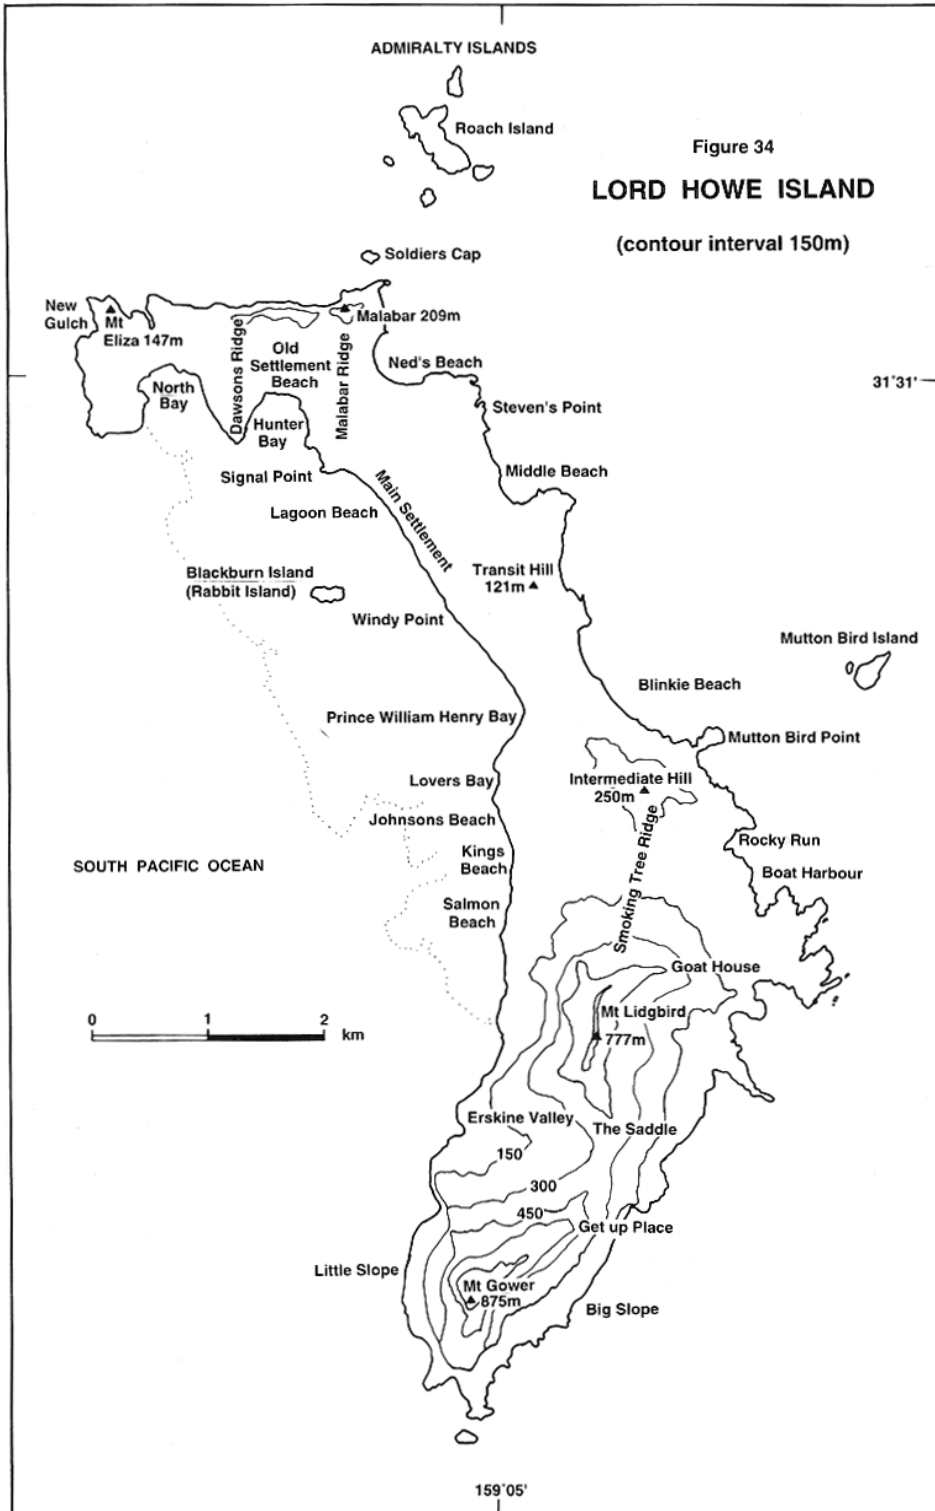 ADMIRALTY ISLANDS
Roach Island
Figure 34
LORD HOWE ISLAND
(contour interval 150m)
Soldiers Cap
New
Gulch
Mt
Eliza 147m
Malabar 209m
Dawsons Ridge
Old
Settlement
Beach
Malabar Ridge
Ned's Beach
31°31'
North
Bay
Hunter
Bay
Steven's Point
Signal Point
Middle Beach
Lagoon Beach
Main Settlement
Transit Hill
121m
Blackburn Island
(Rabbit Island)
Windy Point
Mutton Bird Island
Blinkie Beach
Prince William Henry Bay
Mutton Bird Point
Lovers Bay
Intermediate Hill
250m
Johnsons Beach
Smoking Tree Ridge
Rocky Run
Kings
Beach
SOUTH PACIFIC OCEAN
Boat Harbour
Salmon
Beach
Goat House
Mt Lidgbird
777m
0 1 2
km
Erskine Valley
The Saddle
150
300
450
Get up Place
Little Slope
Mt Gower
875m
Big Slope
159°05'